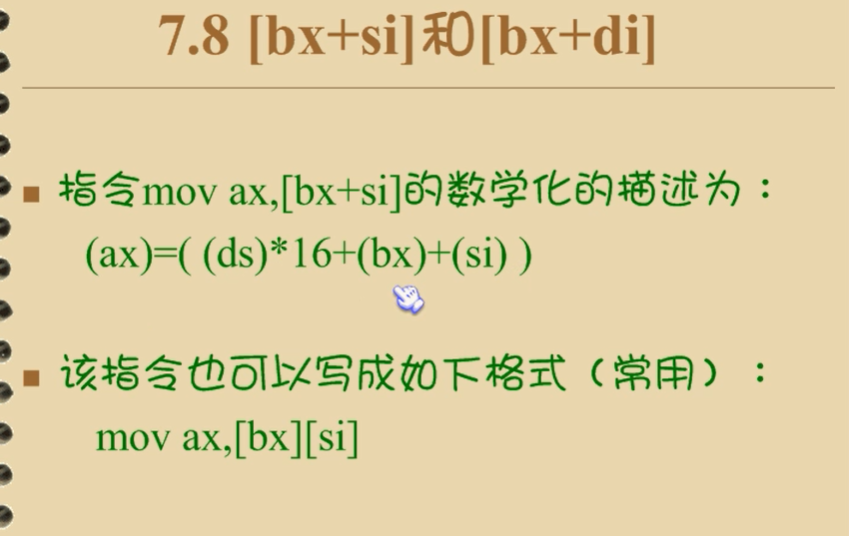 7.8 [bx+si]和[bx+di]
指令mov ax,[bx+si]的数学化的描述为：
(ax)=( (ds)*16+(bx)+(si) )
该指令也可以写成如下格式（常用）：
mov ax,[bx][si]